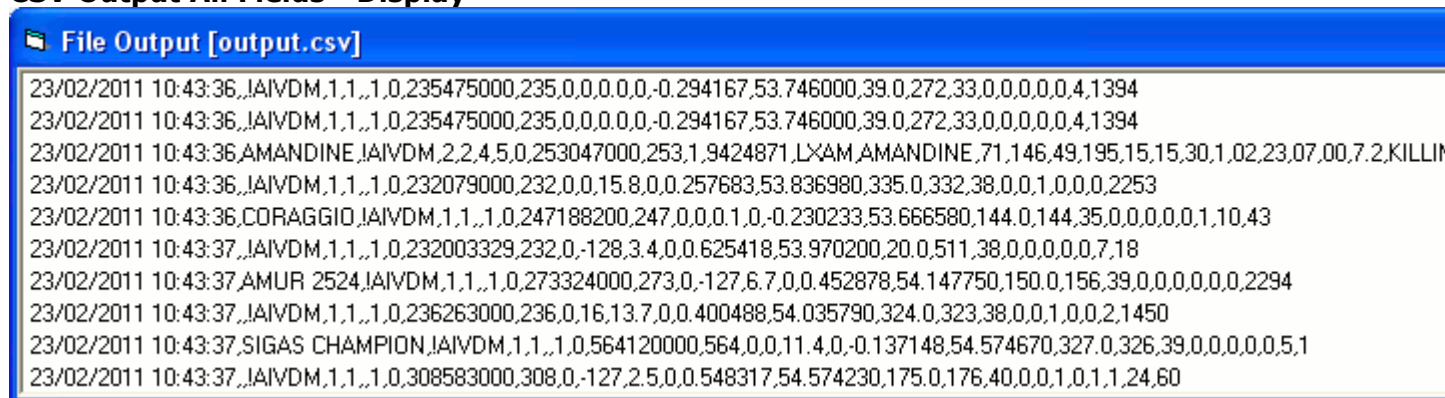 CSV Output All Fields - Display
File Output [output.csv]
23/02/2011 10:43:36,,!AIVDM,1,1,,1,0,235475000,235,0,0,0.0,0,-0.294167,53.746000,39.0,272,33,0,0,0,0,0,4,1394
23/02/2011 10:43:36,,!AIVDM,1,1,,1,0,235475000,235,0,0,0.0,0,-0.294167,53.746000,39.0,272,33,0,0,0,0,0,4,1394
23/02/2011 10:43:36,AMANDINE,!AIVDM,2,2,4,5,0,253047000,253,1,9424871,LXAM,AMANDINE,71,146,49,195,15,15,30,1,02,23,07,00,7.2,KILLIN
23/02/2011 10:43:36,,!AIVDM,1,1,,1,0,232079000,232,0,0,15.8,0,0.257683,53.836980,335.0,332,38,0,0,1,0,0,0,2253
23/02/2011 10:43:36,CORAGGIO,!AIVDM,1,1,,1,0,247188200,247,0,0,0.1,0,-0.230233,53.666580,144.0,144,35,0,0,0,0,0,1,10,43
23/02/2011 10:43:37,,!AIVDM,1,1,,1,0,232003329,232,0,-128,3.4,0,0.625418,53.970200,20.0,511,38,0,0,0,0,0,7,18
23/02/2011 10:43:37,AMUR 2524,!AIVDM,1,1,,1,0,273324000,273,0,-127,6.7,0,0.452878,54.147750,150.0,156,39,0,0,0,0,0,0,2294
23/02/2011 10:43:37,,!AIVDM,1,1,,1,0,236263000,236,0,16,13.7,0,0.400488,54.035790,324.0,323,38,0,0,1,0,0,2,1450
23/02/2011 10:43:37,SIGAS CHAMPION,!AIVDM,1,1,,1,0,564120000,564,0,0,11.4,0,-0.137148,54.574670,327.0,326,39,0,0,0,0,0,5,1
23/02/2011 10:43:37,,!AIVDM,1,1,,1,0,308583000,308,0,-127,2.5,0,0.548317,54.574230,175.0,176,40,0,0,1,0,1,1,24,60